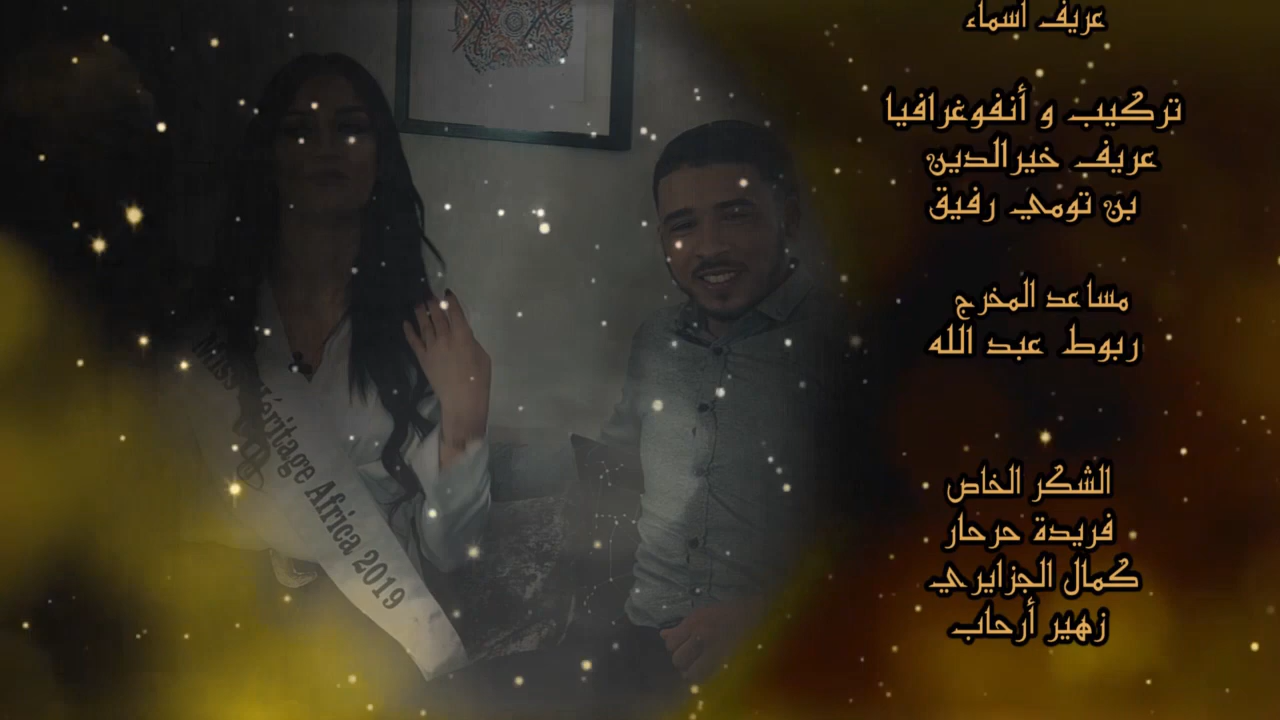 عريف أسماء
تركيب و أنفوغرافيا
عريف خيرالدين
بن تومي رفيق
مساعد المخرج
ربوط عبد الله
الشكر الخاص
فريدة حرحار
كمال الجزايري
زهير أرحاب
Miss Héritage Africa 2019